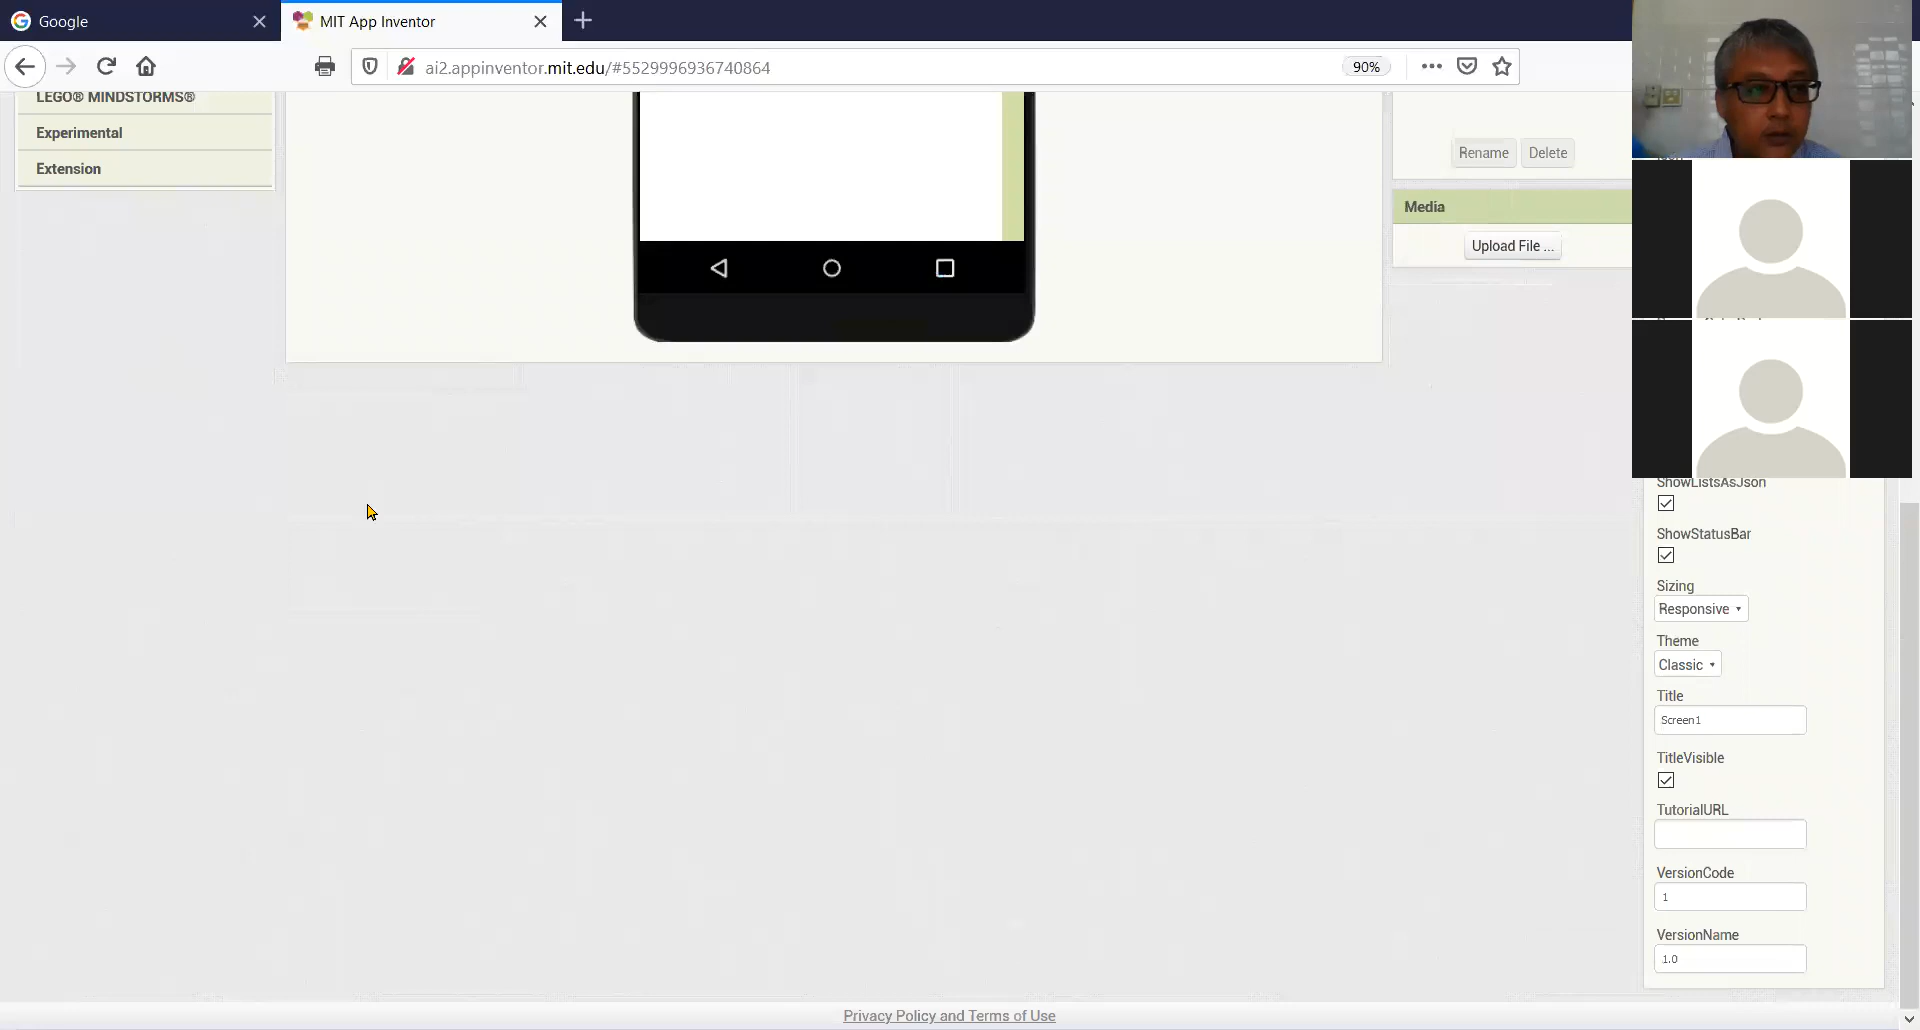 Google
MIT App Inventor
ai2.appinventor.mit.edu/#5529996936740864
90%
LEGO® MINDSTORMS®
Experimental
Extension
Rename
Delete
Media
Upload File ...
ShowListsAsJson
ShowStatusBar
Sizing
Responsive
Theme
Classic
Title
Screen1
TitleVisible
TutorialURL
VersionCode
1
VersionName
1.0
Privacy Policy and Terms of Use